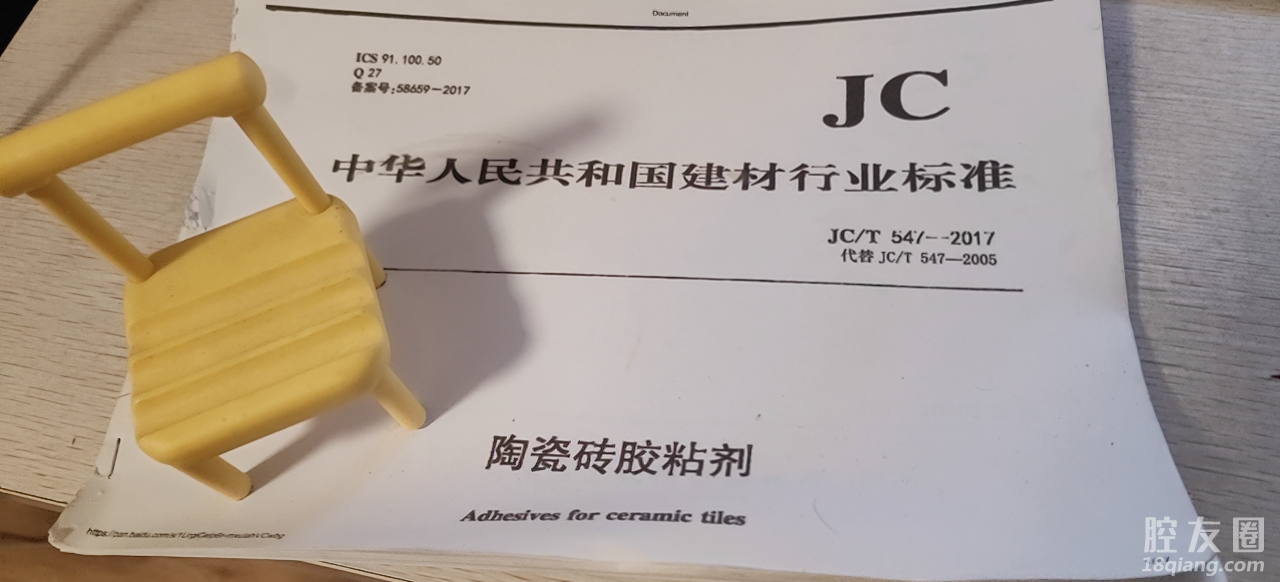 Document
ICS 91.100.50
Q 27
备案号:58659-2017
JC
中华人民共和国建材行业标准
JC/T 547--2017
代替 JC/T 547—2005
陶瓷砖胶粘剂
Adhesives for ceramic tiles
腔友圈
18qiang.com